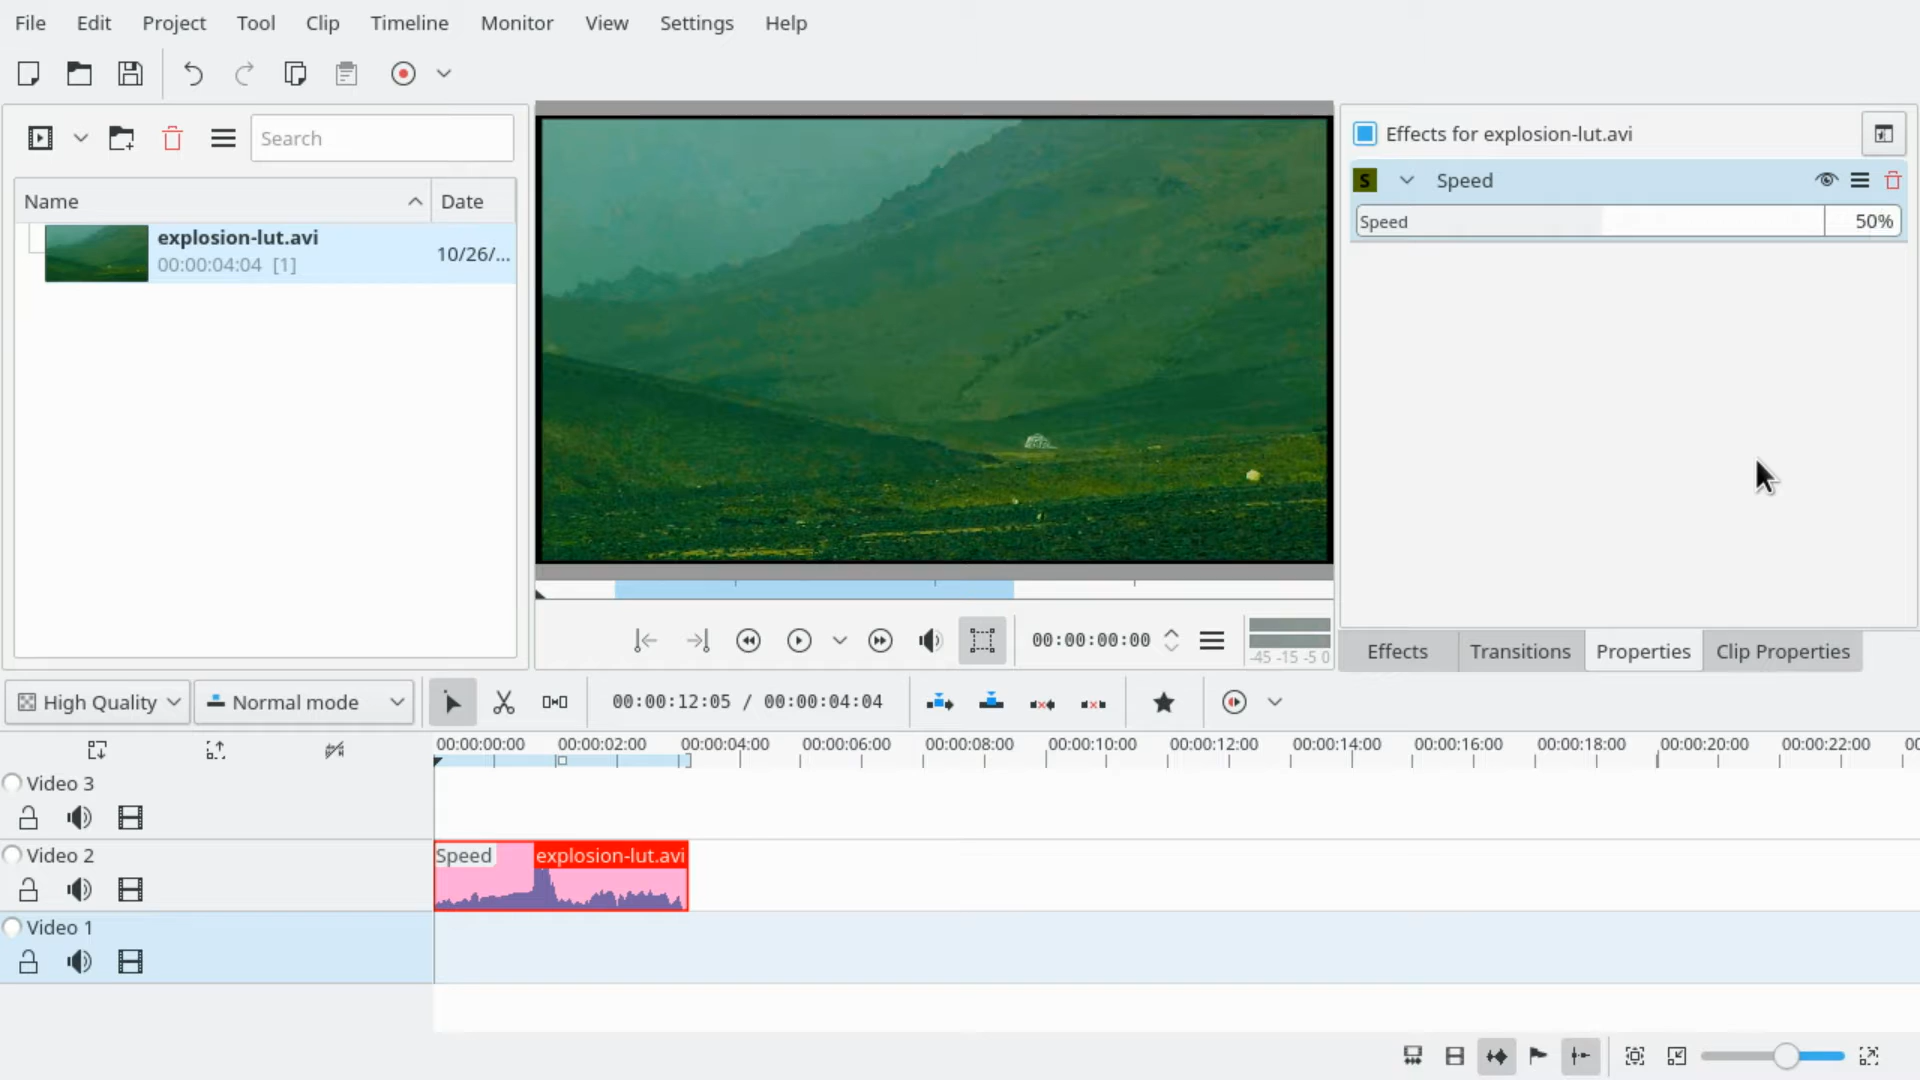 File Edit Project Tool Clip Timeline Monitor View Settings Help
Search
Name Date
explosion-lut.avi
00:00:04:04 [1]
10/26/...
Effects for explosion-lut.avi
S Speed
Speed 50%
00:00:00:00
-45 -15 -5 0
Effects Transitions Properties Clip Properties
High Quality Normal mode 00:00:12:05 / 00:00:04:04
00:00:00:00 00:00:02:00 00:00:04:00 00:00:06:00 00:00:08:00 00:00:10:00 00:00:12:00 00:00:14:00 00:00:16:00 00:00:18:00 00:00:20:00 00:00:22:00 00
Video 3
Video 2
Speed explosion-lut.avi
Video 1